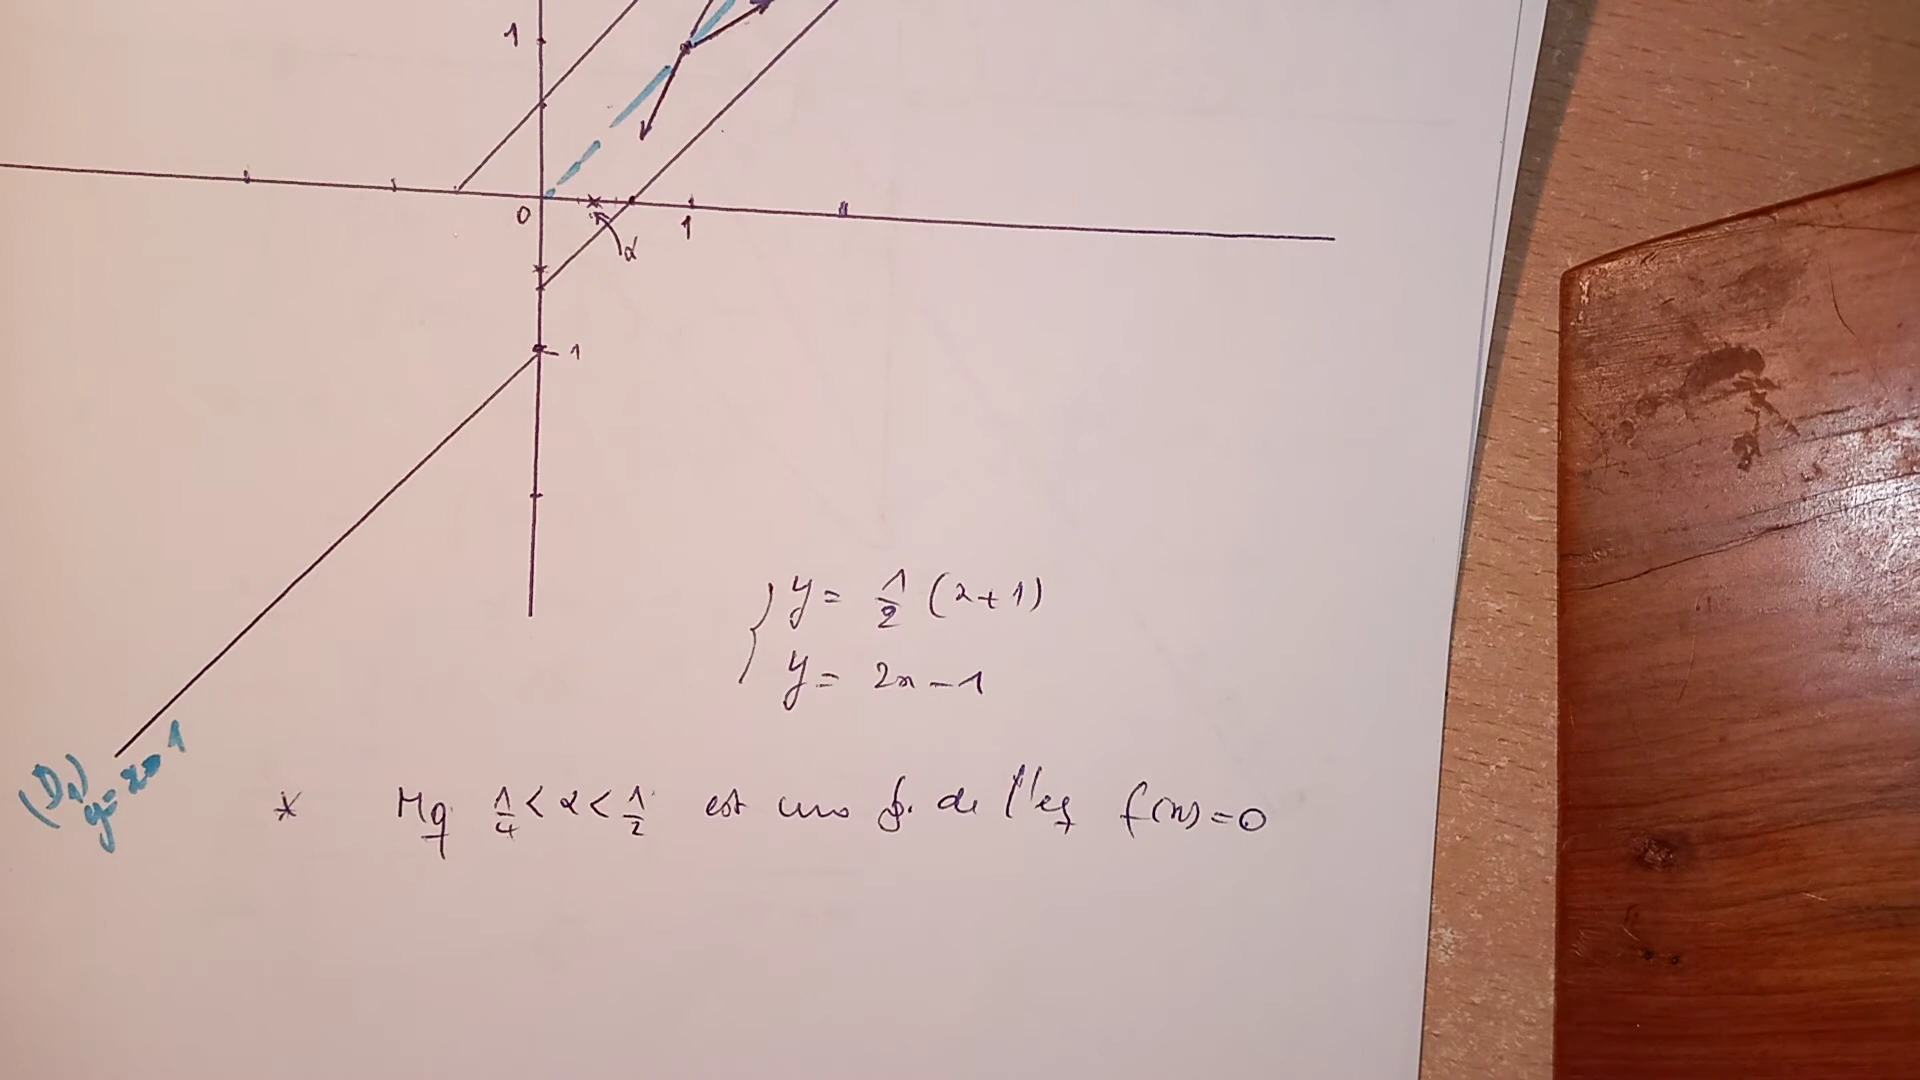 1
0
1
α
- 1
y = 1/2 (x+1)
y = 2x - 1
(D1)
* Mq 1/4 < α < 1/2 est une de l'eq f(x) = 0